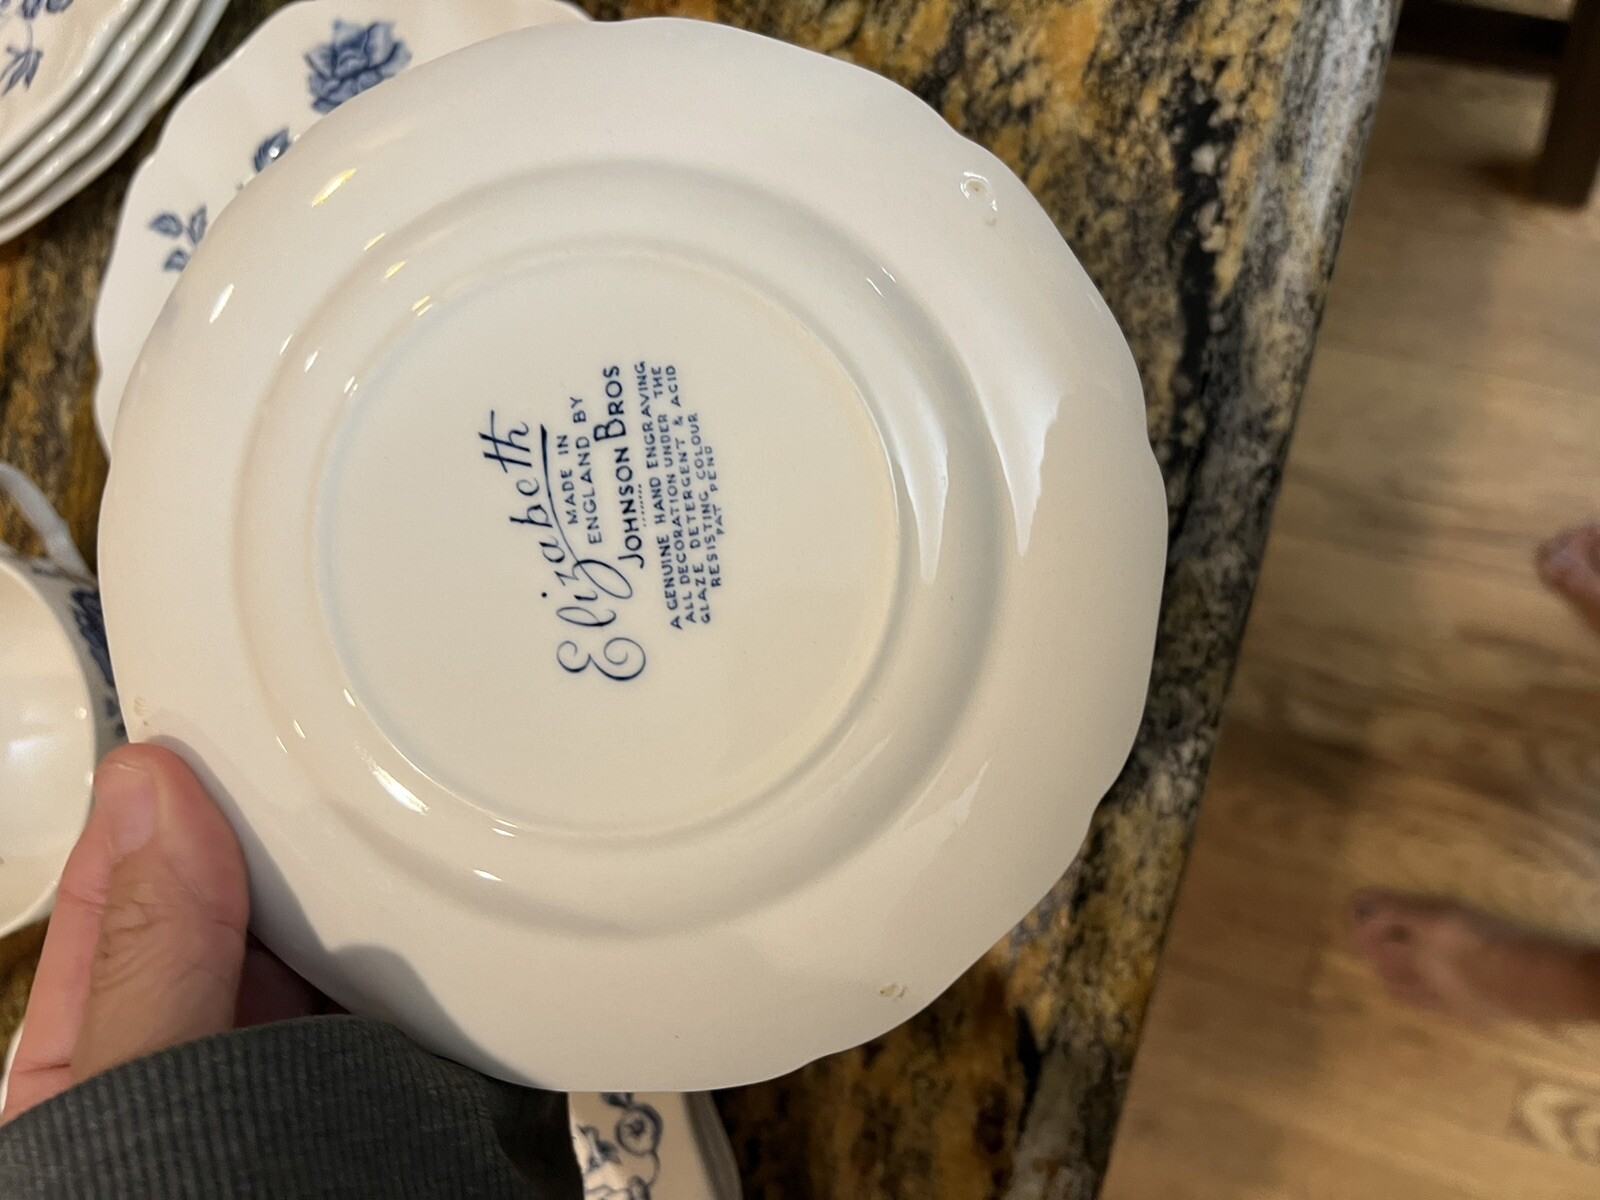 Elizabeth
MADE IN
ENGLAND BY
JOHNSON BROS
A GENUINE HAND ENGRAVING
ALL DECORATION UNDER THE
GLAZE DETERGENT & ACID
RESISTING COLOUR
PAT PEND